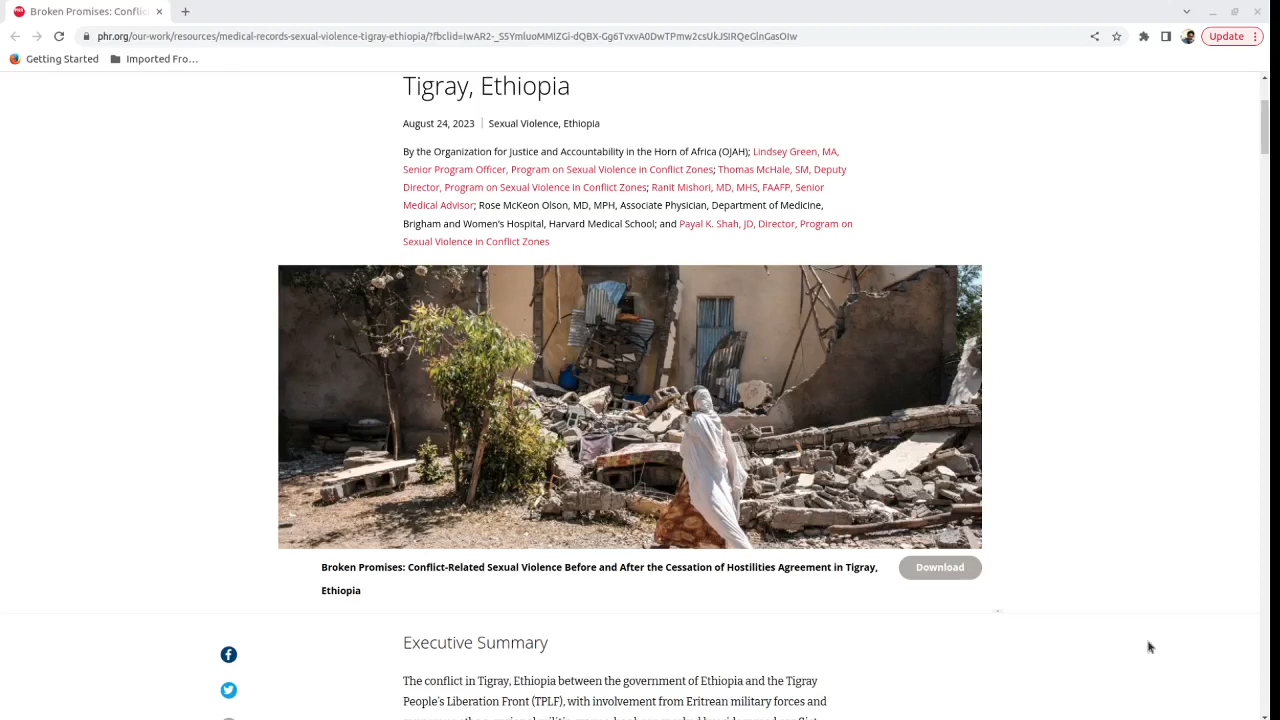 Broken Promises: Conflic
phr.org/our-work/resources/medical-records-sexual-violence-tigray-ethiopia/?fbclid=IwAR2-_S5YmluoMMIZGi-dQBX-Gg6TvxvA0DwTPmw2csUkJSIRQeGlnGasOIw
Update
Getting Started
Imported Fro...
Tigray, Ethiopia
August 24, 2023 | Sexual Violence, Ethiopia
By the Organization for Justice and Accountability in the Horn of Africa (OJAH); Lindsey Green, MA,
Senior Program Officer, Program on Sexual Violence in Conflict Zones; Thomas McHale, SM, Deputy
Director, Program on Sexual Violence in Conflict Zones; Ranit Mishori, MD, MHS, FAAFP, Senior
Medical Advisor; Rose McKeon Olson, MD, MPH, Associate Physician, Department of Medicine,
Brigham and Women's Hospital, Harvard Medical School; and Payal K. Shah, JD, Director, Program on
Sexual Violence in Conflict Zones
Broken Promises: Conflict-Related Sexual Violence Before and After the Cessation of Hostilities Agreement in Tigray,
Ethiopia
Download
Executive Summary
The conflict in Tigray, Ethiopia between the government of Ethiopia and the Tigray
People's Liberation Front (TPLF), with involvement from Eritrean military forces and